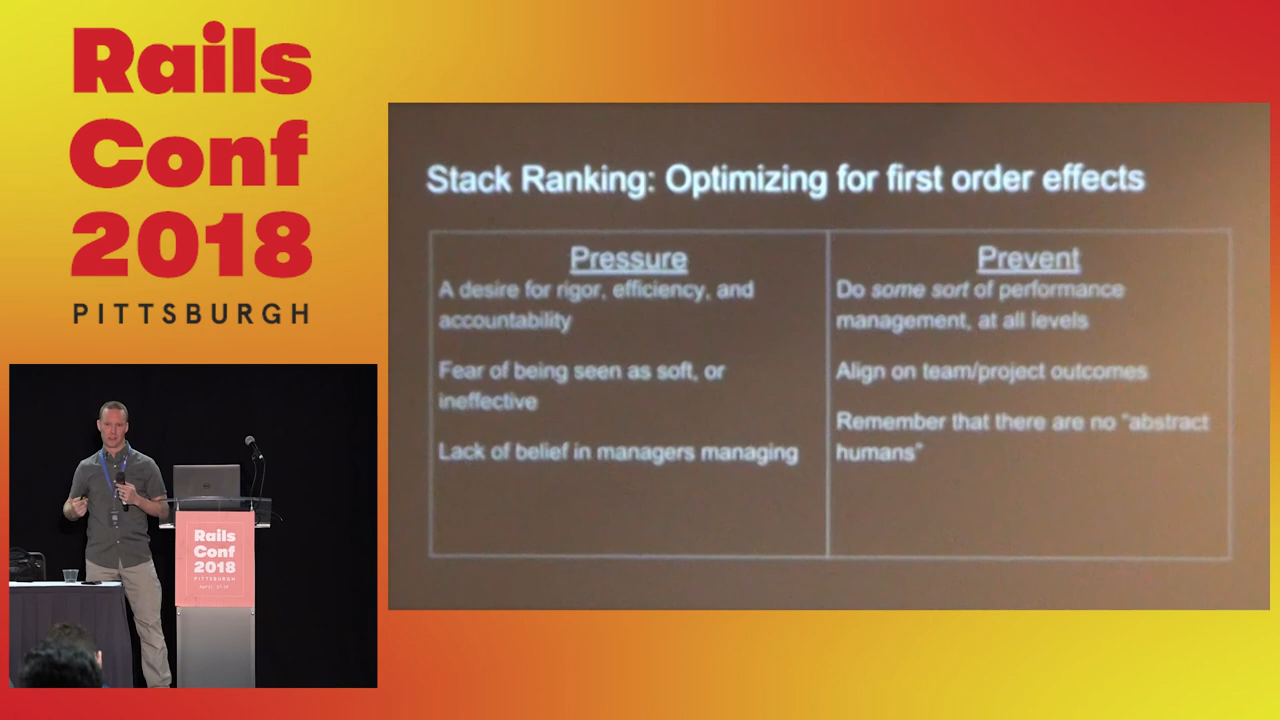 Rails
Conf
2018
PITTSBURGH
Stack Ranking: Optimizing for first order effects
Pressure
A desire for rigor, efficiency, and
accountability
Fear of being seen as soft, or
ineffective
Lack of belief in managers managing
Prevent
Do some sort of performance
management, at all levels
Align on team/project outcomes
Remember that there are no "abstract
humans"
Rails
Conf
2018
PITTSBURGH